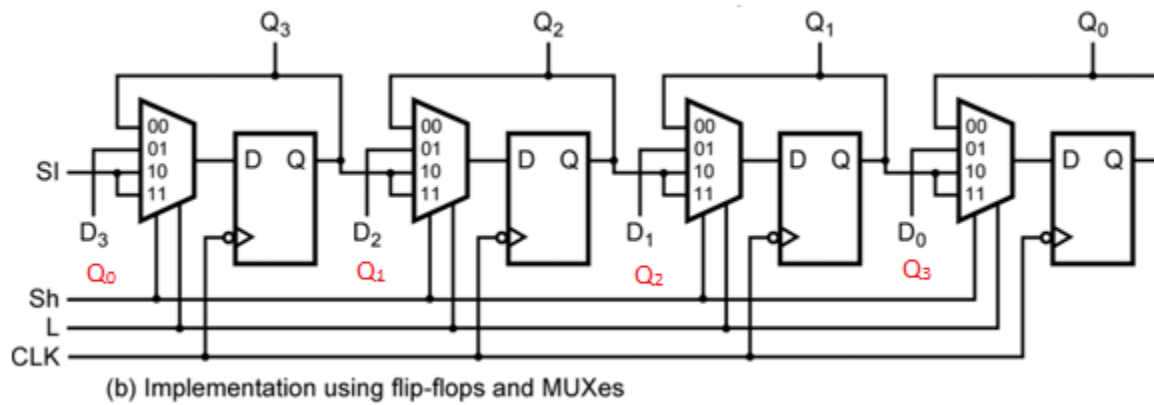 Q3 Q2 Q1 Q0
00 00 00 00
01 D Q 01 D Q 01 D Q 01 D Q
SI 10 10 10 10
11 11 11 11
D3 D2 D1 D0
Q0 Q1 Q2 Q3
Sh
L
CLK
(b) Implementation using flip-flops and MUXes